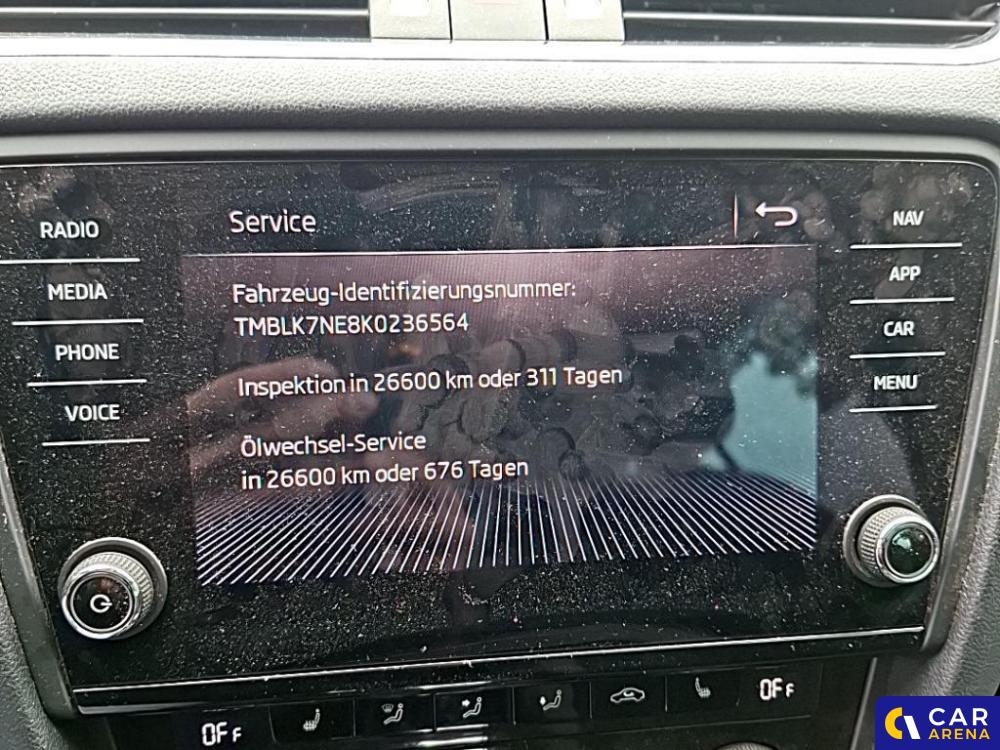 Service
RADIO
MEDIA
PHONE
VOICE
NAV
APP
CAR
MENU
Fahrzeug-Identifizierungsnummer:
TMBLK7NE8K0236564
Inspektion in 26600 km oder 311 Tagen
Ölwechsel-Service
in 26600 km oder 676 Tagen
OFF
OFF
CAR
ARENA